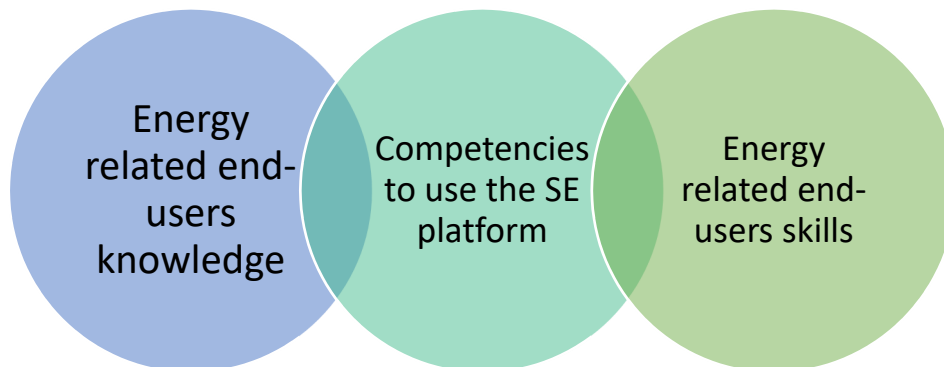 Energy
related end-
users
knowledge
Competencies
to use the SE
platform
Energy
related end-
users skills